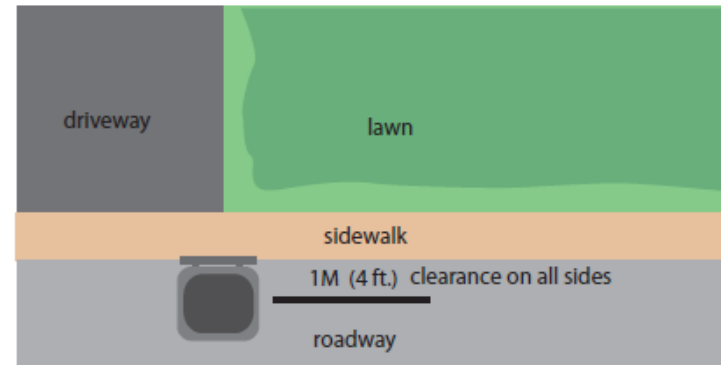 driveway
lawn
sidewalk
1M (4 ft.) clearance on all sides
roadway